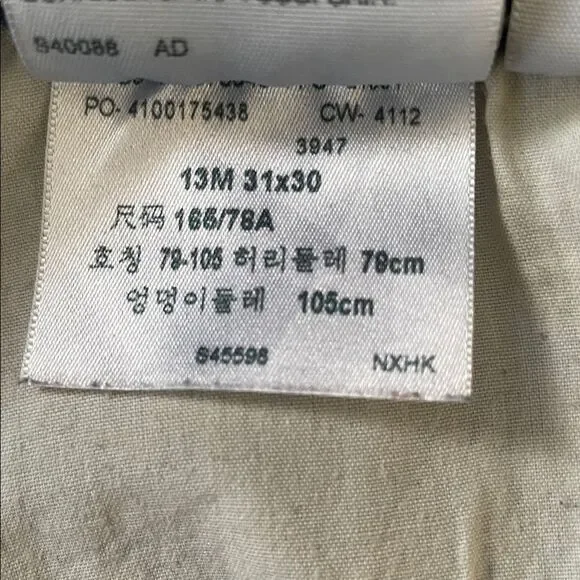 S40088 AD
PO- 4100175438 CW- 4112
3947
13M 31x30
尺码 165/78A
호칭 79-105 허리둘레 79cm
엉덩이둘레 105cm
S45598 NXHK